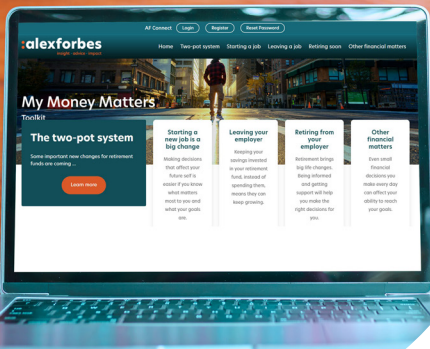 AF Connect Login Register Reset Password
:alexforbes
insight · advice · impact
Home Two-pot system Starting a job Leaving a job Retiring soon Other financial matters
My Money Matters
Toolkit
The two-pot system
Some important new changes for retirement
funds are coming ...
Learn more
Starting a
new job is a
big change
Making decisions
that affect your
future self is
easier if you know
what matters
most to you and
what your goals
are.
Leaving your
employer
Keeping your
savings invested
in your retirement
fund, instead of
spending them,
means they can
keep growing.
Retiring from
your
employer
Retirement brings
big life changes.
Being informed
and getting
support will help
you make the
right decisions for
you.
Other
financial
matters
Even small
financial
decisions you
make every day
can affect your
ability to reach
your goals.